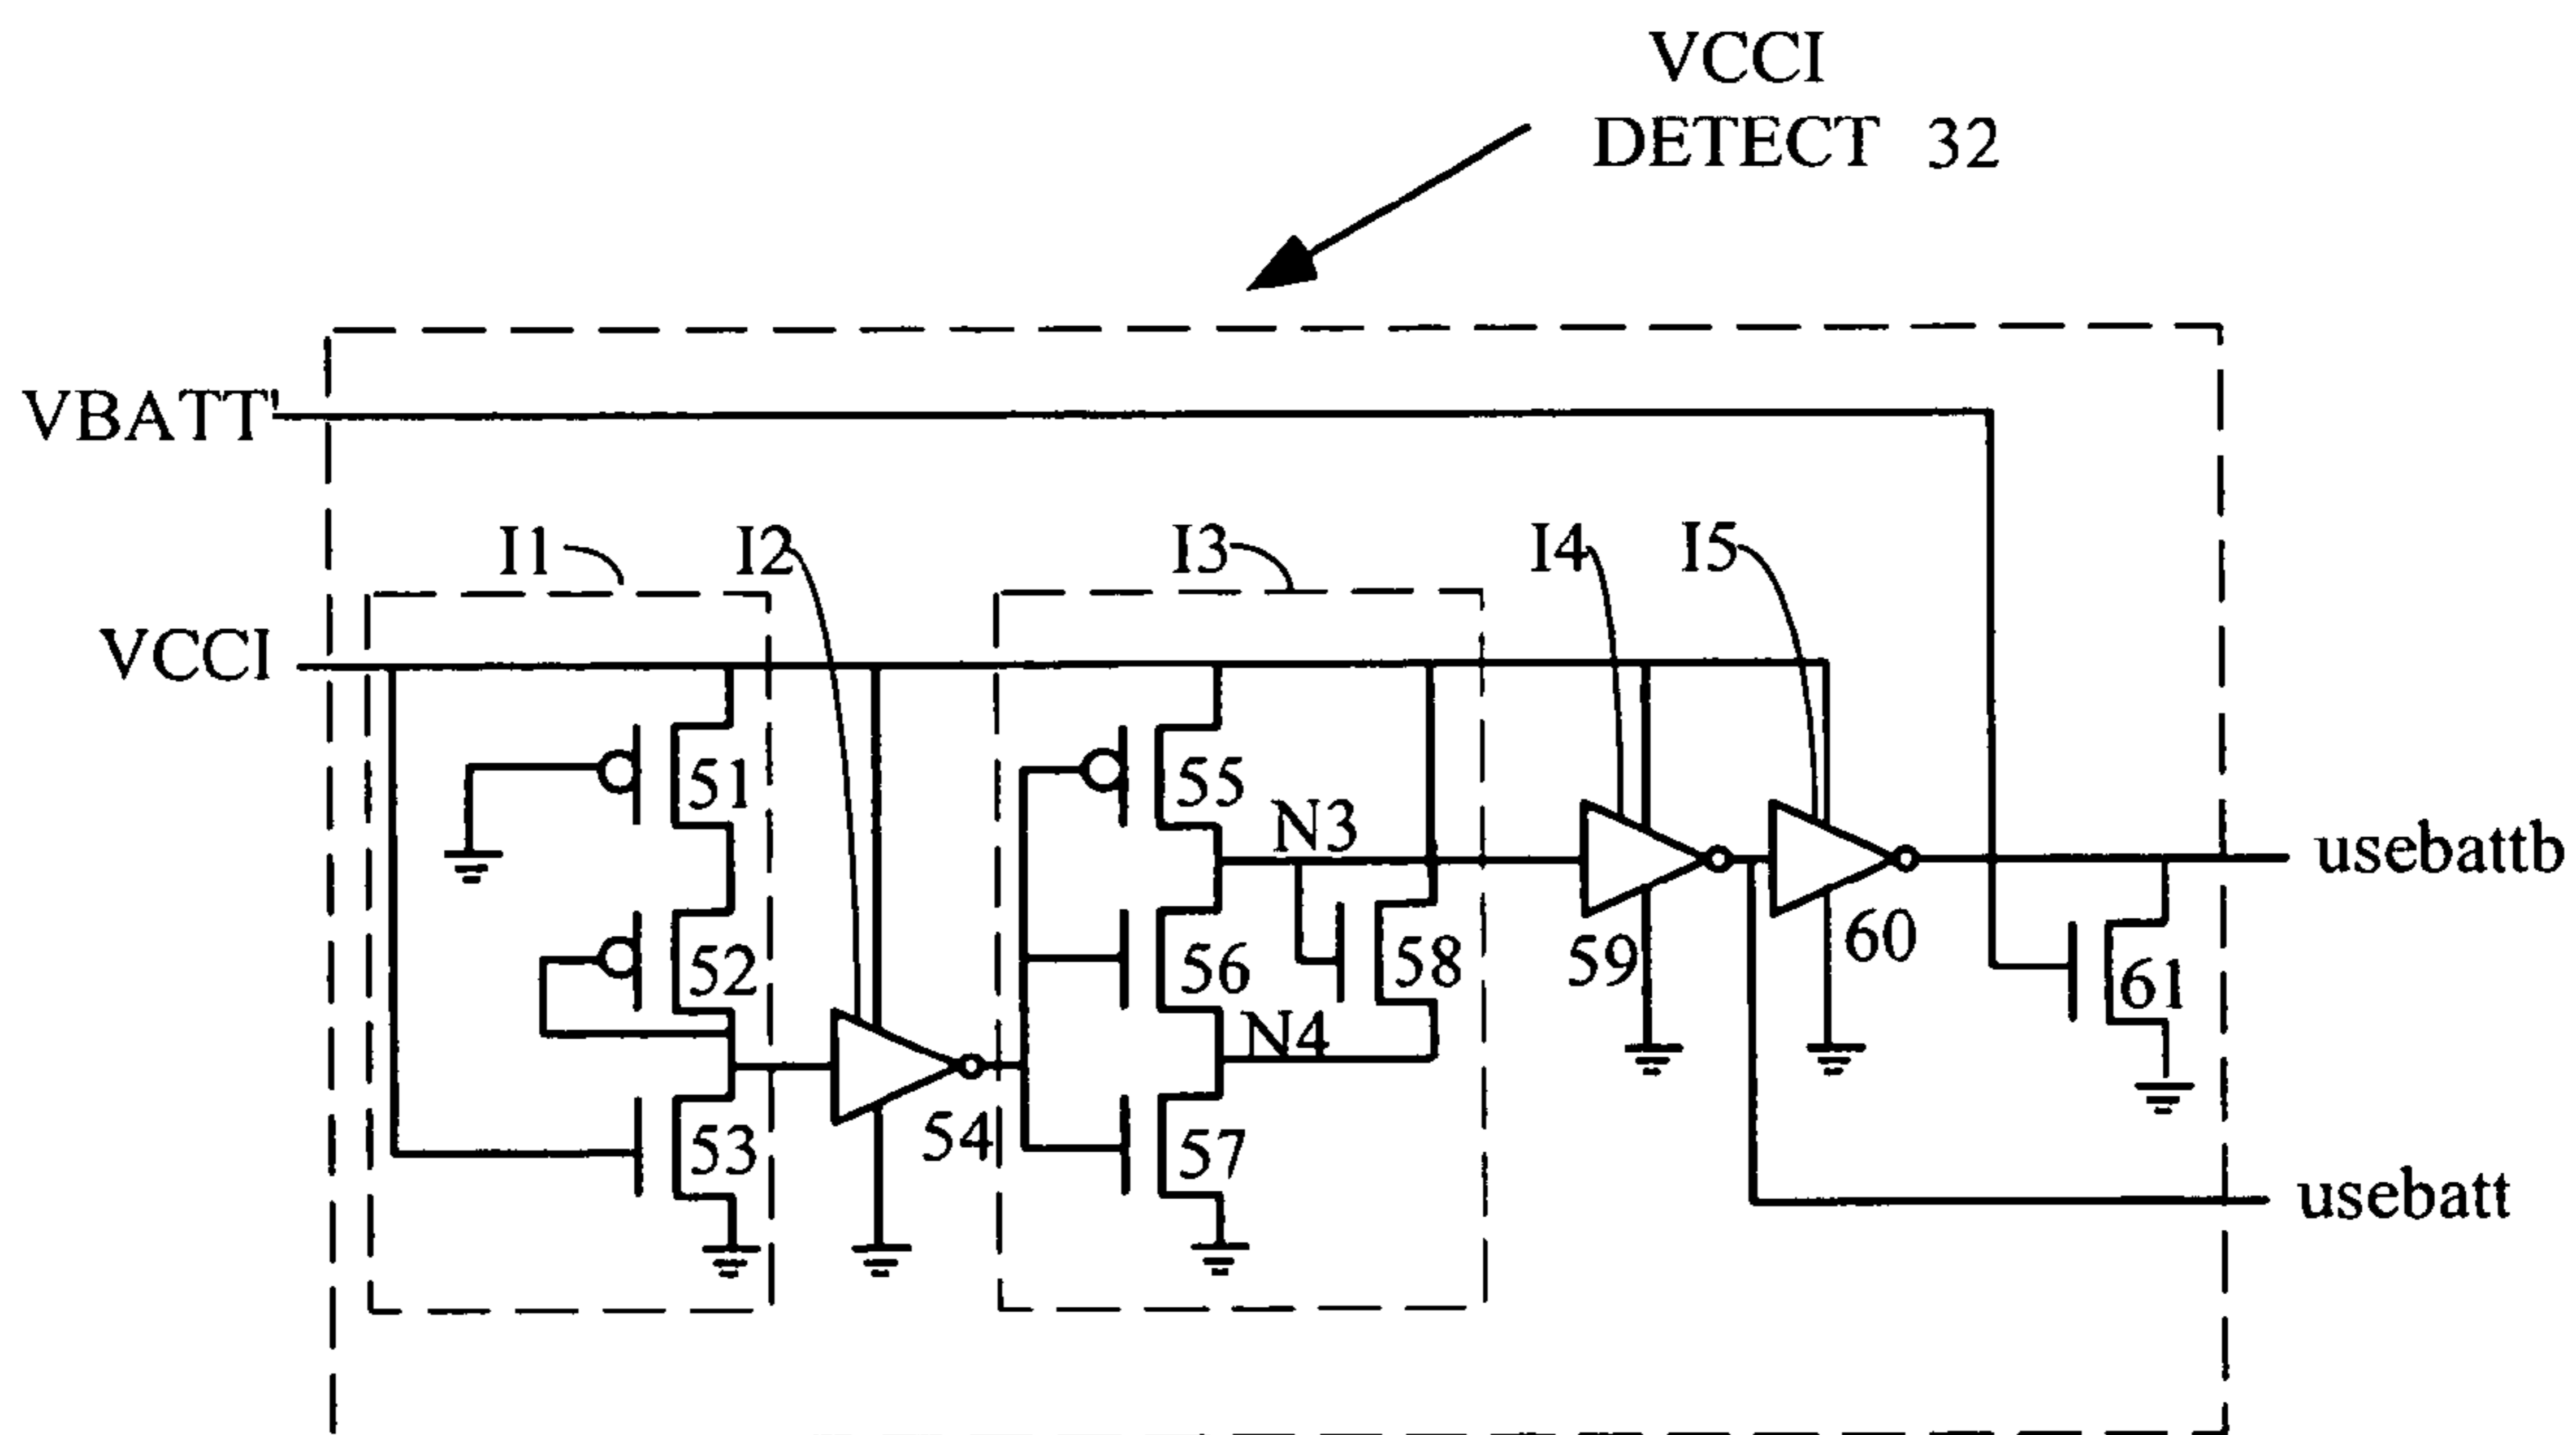 VCCI
DETECT 32
VBATT'
I1
I2
I3
I4
I5
VCCI
51
55
N3
52
56
58
59
60
61
usebattb
N4
53
54
57
usebatt